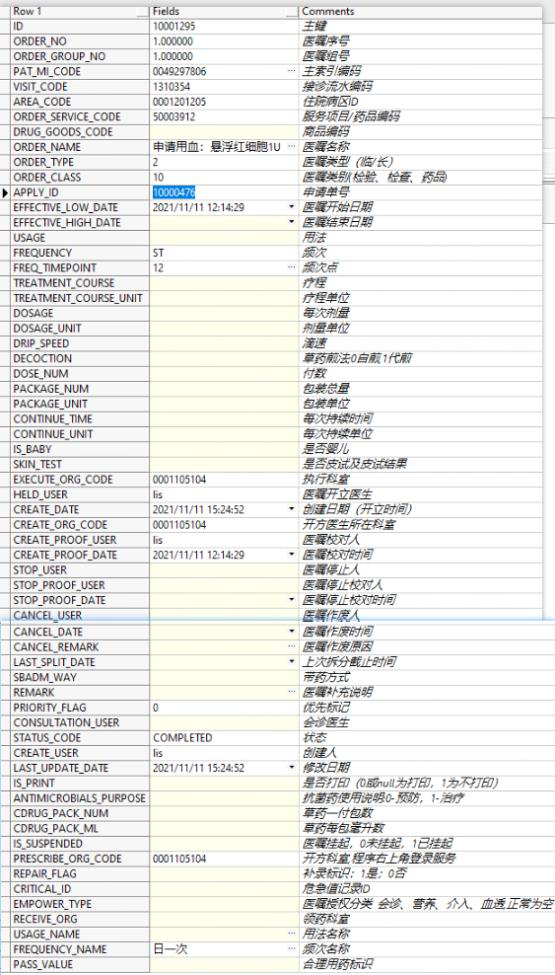 Row 1 Fields Comments
ID 10001295 主键
ORDER_NO 1.000000 医嘱序号
ORDER_GROUP_NO 1.000000 医嘱组号
PAT_MI_CODE 0049297806 ··· 主索引编码
VISIT_CODE 1310354 接诊流水编码
AREA_CODE 0001201205 住院病区ID
ORDER_SERVICE_CODE 50003912 服务项目/药品编码
DRUG_GOODS_CODE 商品编码
ORDER_NAME 申请用血：悬浮红细胞1U ··· 医嘱名称
ORDER_TYPE 2 医嘱类型（临/长）
ORDER_CLASS 10 医嘱类别(检验、检查、药品)
APPLY_ID 10000476 申请单号
EFFECTIVE_LOW_DATE 2021/11/11 12:14:29 医嘱开始日期
EFFECTIVE_HIGH_DATE 医嘱结束日期
USAGE 用法
FREQUENCY ST 频次
FREQ_TIMEPOINT 12 ··· 频次点
TREATMENT_COURSE 疗程
TREATMENT_COURSE_UNIT 疗程单位
DOSAGE 每次剂量
DOSAGE_UNIT 剂量单位
DRIP_SPEED 滴速
DECOCTION 草药煎法0自煎,1代煎
DOSE_NUM 付数
PACKAGE_NUM 包装总量
PACKAGE_UNIT 包装单位
CONTINUE_TIME 每次持续时间
CONTINUE_UNIT 每次持续单位
IS_BABY 是否婴儿
SKIN_TEST 是否皮试及皮试结果
EXECUTE_ORG_CODE 0001105104 执行科室
HELD_USER lis 医嘱开立医生
CREATE_DATE 2021/11/11 15:24:52 创建日期（开立时间）
CREATE_ORG_CODE 0001105104 开方医生所在科室
CREATE_PROOF_USER lis 医嘱校对人
CREATE_PROOF_DATE 2021/11/11 12:14:29 医嘱校对时间
STOP_USER 医嘱停止人
STOP_PROOF_USER 医嘱停止校对人
STOP_PROOF_DATE 医嘱停止校对时间
CANCEL_USER 医嘱作废人
CANCEL_DATE 医嘱作废时间
CANCEL_REMARK ··· 医嘱作废原因
LAST_SPLIT_DATE 上次拆分截止时间
SBADM_WAY 带药方式
REMARK ··· 医嘱补充说明
PRIORITY_FLAG 0 优先标记
CONSULTATION_USER 会诊医生
STATUS_CODE COMPLETED 状态
CREATE_USER lis 创建人
LAST_UPDATE_DATE 2021/11/11 15:24:52 修改日期
IS_PRINT 是否打印（0或null为打印，1为不打印）
ANTIMICROBIALS_PURPOSE 抗菌药使用说明:0-预防，1-治疗
CDRUG_PACK_NUM 草药一付包数
CDRUG_PACK_ML 草药每包毫升数
IS_SUSPENDED 医嘱挂起，0未挂起，1已挂起
PRESCRIBE_ORG_CODE 0001105104 开方科室,程序右上角登录服务
REPAIR_FLAG 补录标识：1是；0否
CRITICAL_ID 危急值记录ID
EMPOWER_TYPE 医嘱授权分类 会诊、营养、介入、血透,正常为空
RECEIVE_ORG 领药科室
USAGE_NAME ··· 用法名称
FREQUENCY_NAME 日一次 ··· 频次名称
PASS_VALUE 合理用药标识